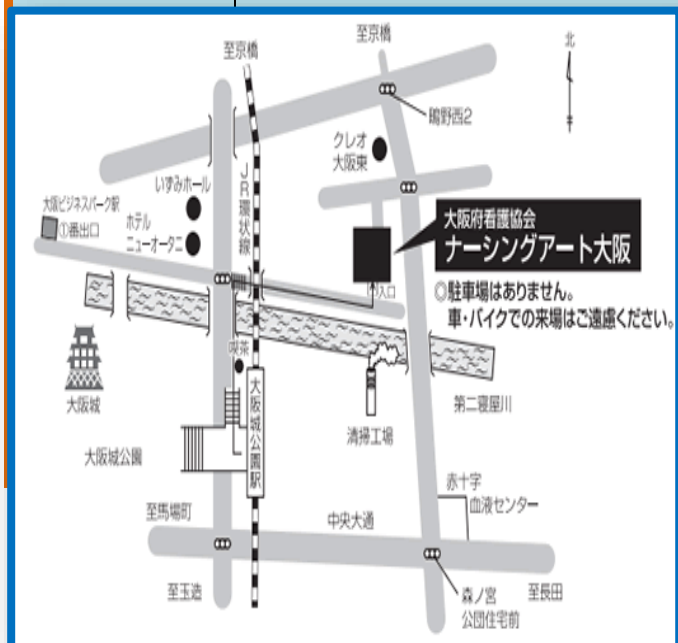 至京橋
至京橋
北
鴫野西2
クレオ
大阪東
いずみホール
JR環状線
大阪ビジネスパーク駅
①番出口
ホテル
ニューオータニ
大阪府看護協会
ナーシングアート大阪
入口
◎駐車場はありません。
車・バイクでの来場はご遠慮ください。
喫茶
大阪城
大阪城公園駅
清掃工場
第二寝屋川
大阪城公園
赤十字
血液センター
至馬場町
中央大通
至玉造
森ノ宮
公団住宅前
至長田